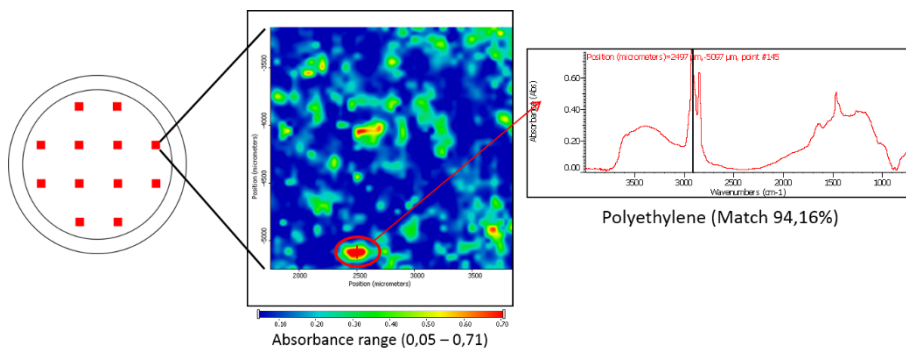 -3500
-4000
-4500
-5000
Position (micrometers)
2000 2500 3000 3500
Position (micrometers)
0.10 0.20 0.30 0.40 0.50 0.60 0.70
Absorbance range (0,05 – 0,71)
Position (micrometers)=2497 µm,-5097 µm, point #145
Absorbance (Abs)
0.60
0.40
0.20
0.00
3500 3000 2500 2000 1500 1000
Wavenumbers (cm-1)
Polyethylene (Match 94,16%)